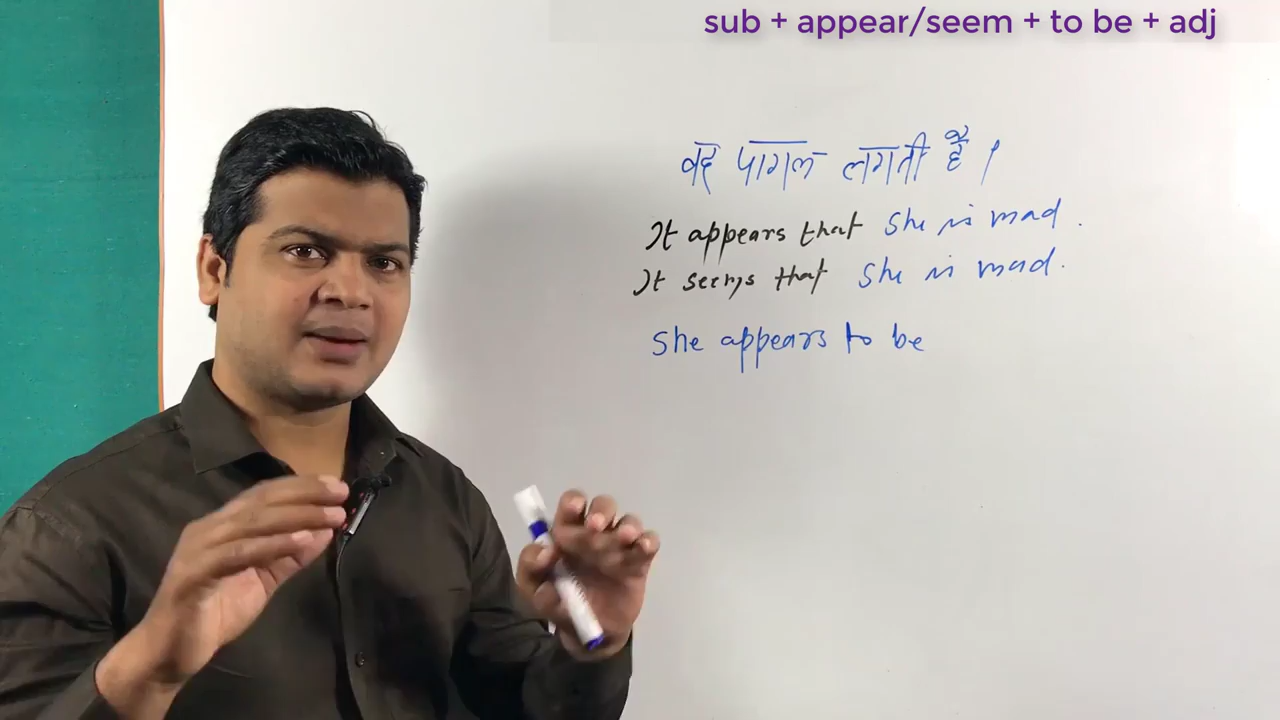 sub + appear/seem + to be + adj
वह पागल लगती है ।
It appears that she is mad.
It seems that she is mad.
She appears to be